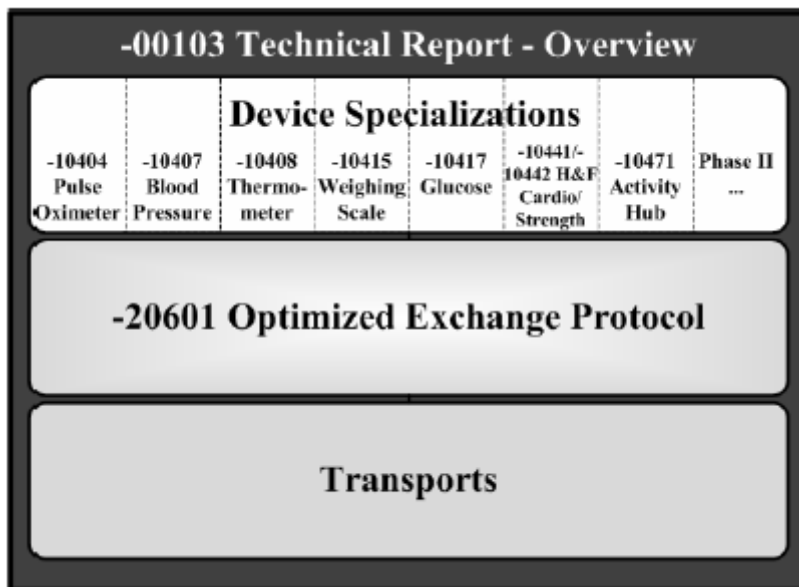 -00103 Technical Report - Overview
Device Specializations
-10404
Pulse
Oximeter
-10407
Blood
Pressure
-10408
Thermo-
meter
-10415
Weighing
Scale
-10417
Glucose
-10441/-
10442 H&F
Cardio/
Strength
-10471
Activity
Hub
Phase II
...
-20601 Optimized Exchange Protocol
Transports